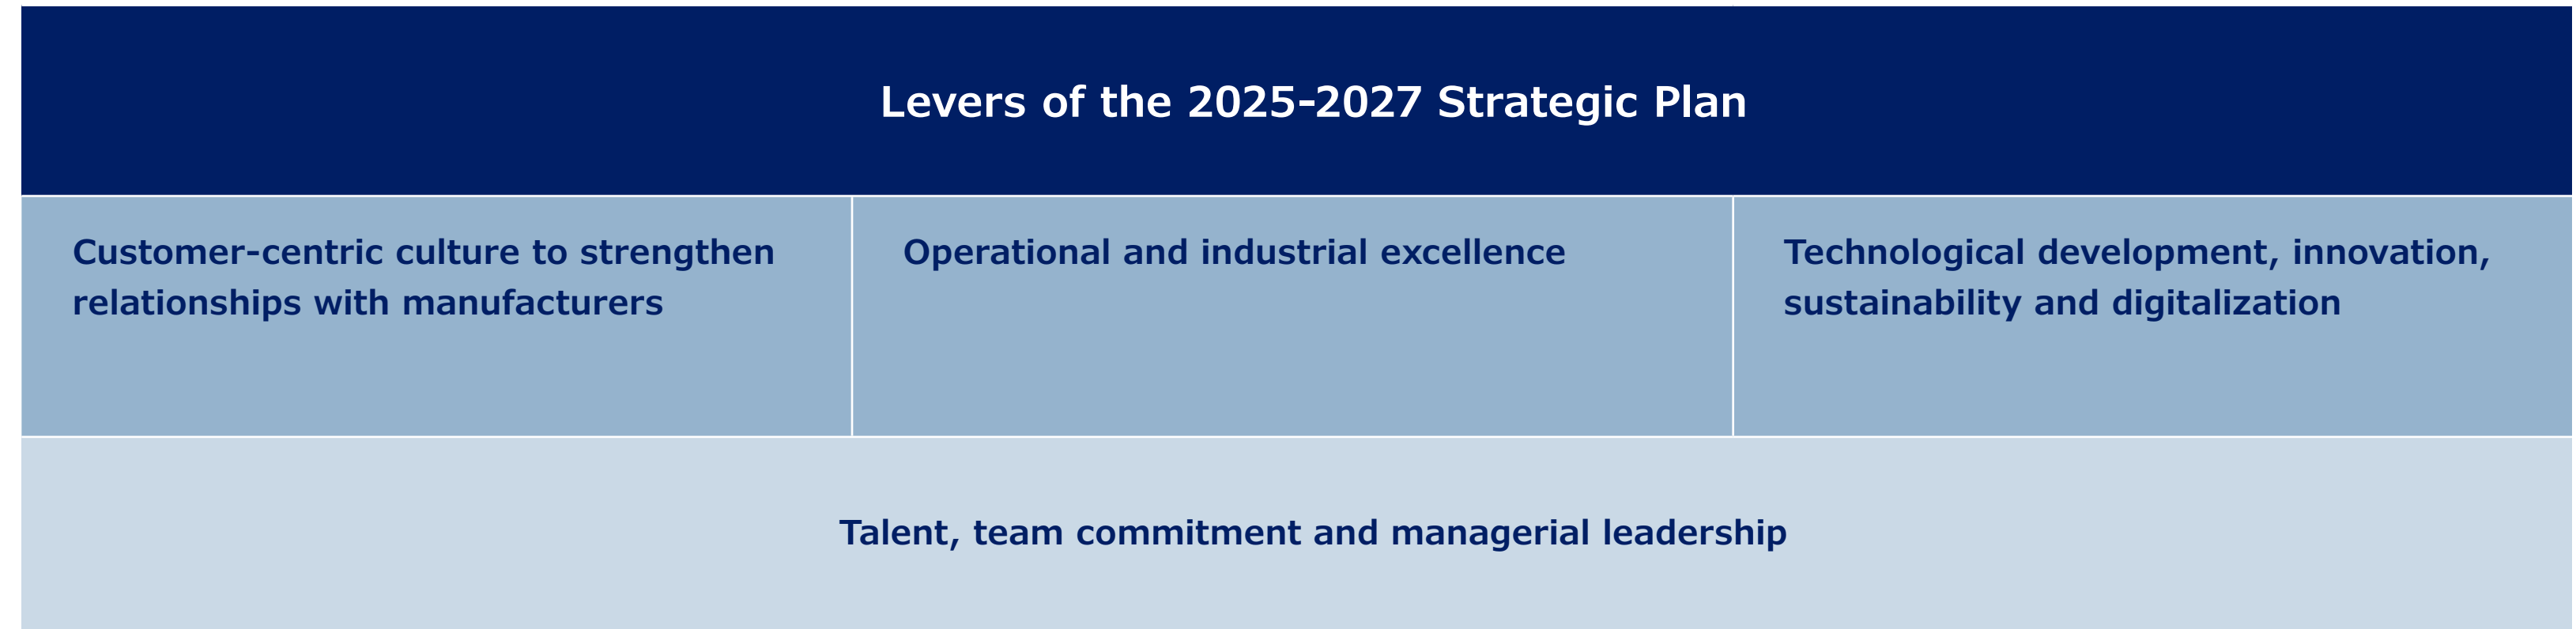 Levers of the 2025-2027 Strategic Plan
Customer-centric culture to strengthen
relationships with manufacturers
Operational and industrial excellence
Technological development, innovation,
sustainability and digitalization
Talent, team commitment and managerial leadership